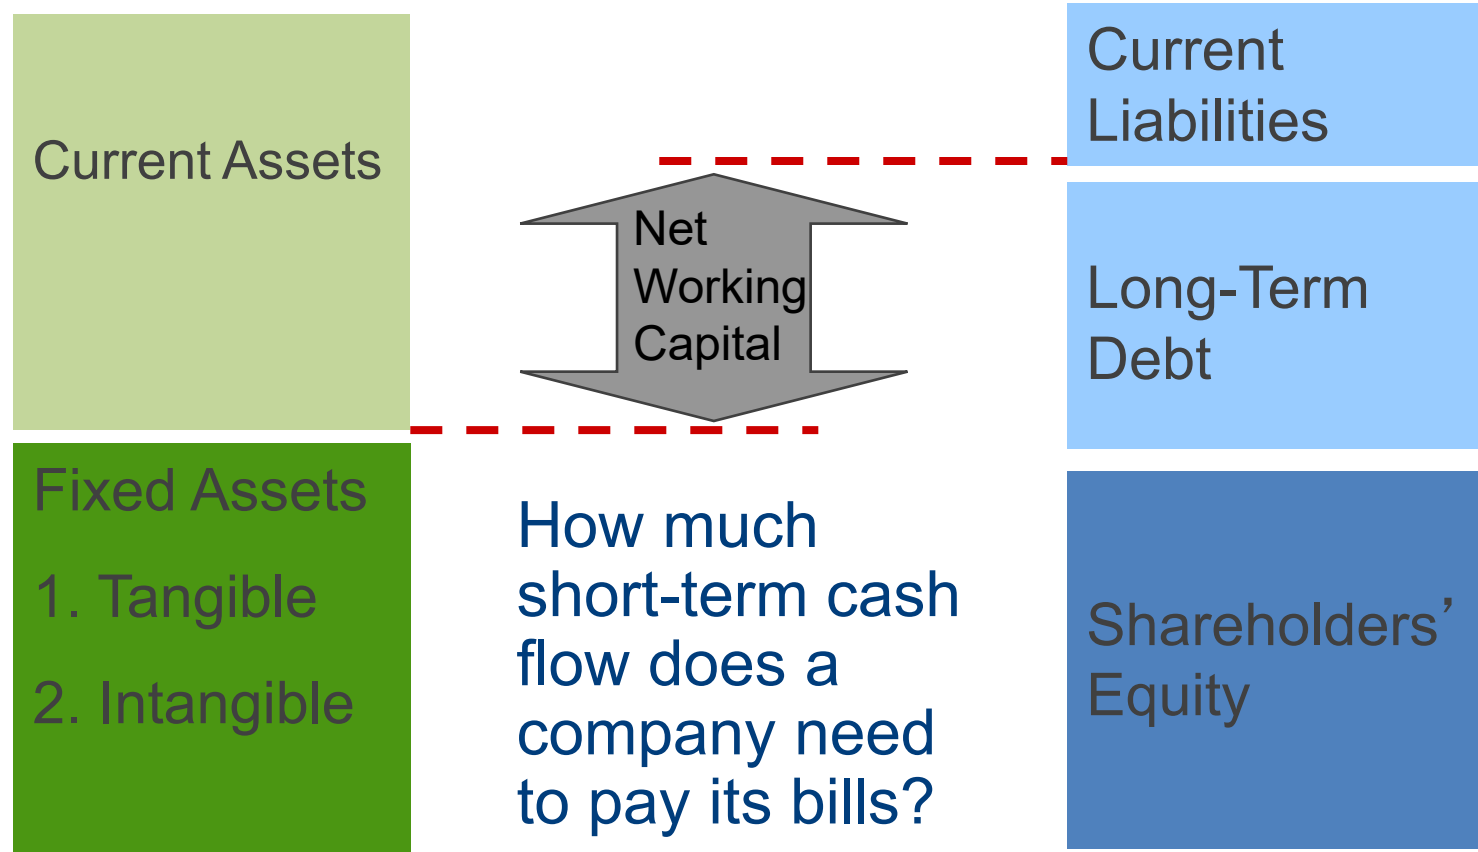 Current Assets
Fixed Assets
1. Tangible
2. Intangible
Net
Working
Capital
How much
short-term cash
flow does a
company need
to pay its bills?
Current
Liabilities
Long-Term
Debt
Shareholders’
Equity